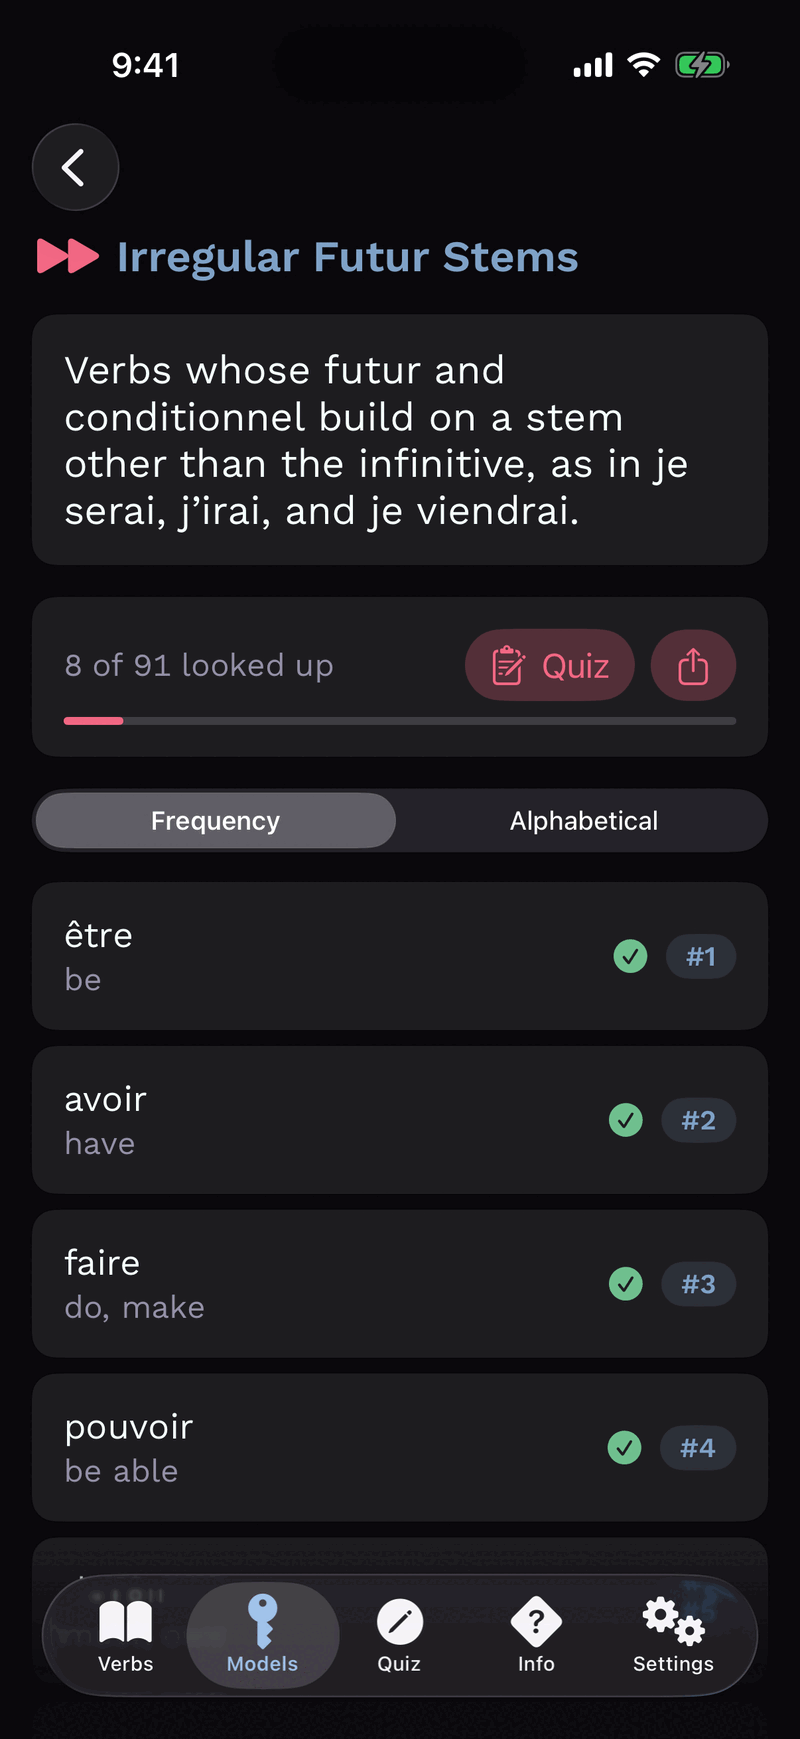 9:41
Irregular Futur Stems
Verbs whose futur and
conditionnel build on a stem
other than the infinitive, as in je
serai, j’irai, and je viendrai.
8 of 91 looked up
Quiz
Frequency
Alphabetical
être
be
#1
avoir
have
#2
faire
do, make
#3
pouvoir
be able
#4
Verbs
Models
Quiz
Info
Settings